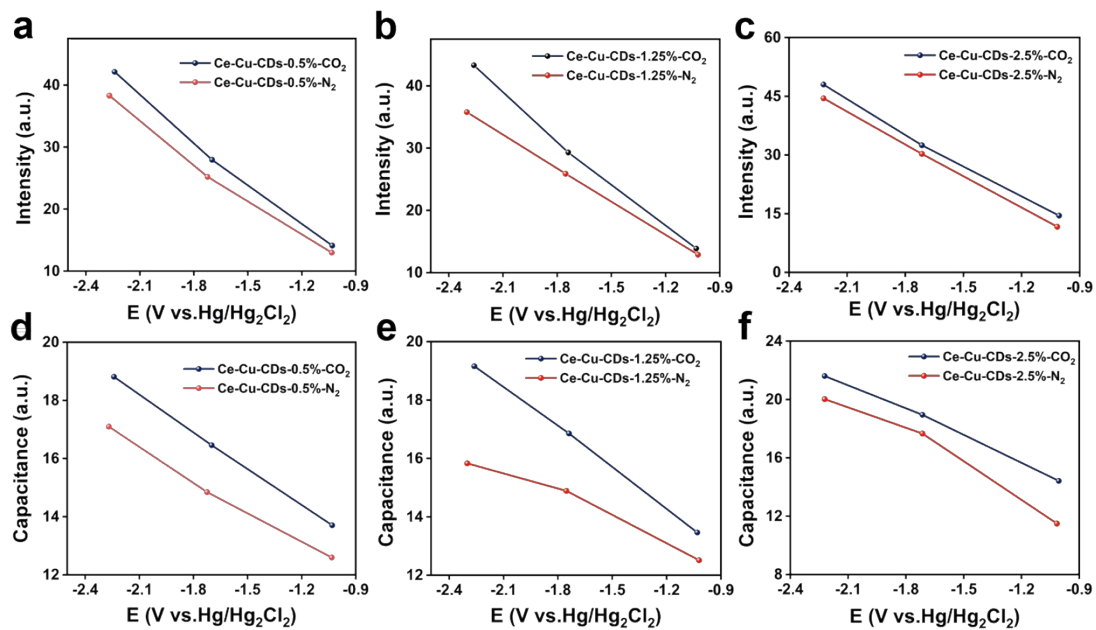 a
Ce-Cu-CDs-0.5%-CO₂
Ce-Cu-CDs-0.5%-N₂
Intensity (a.u.)
40
30
20
10
-2.4 -2.1 -1.8 -1.5 -1.2 -0.9
E (V vs.Hg/Hg₂Cl₂)
b
Ce-Cu-CDs-1.25%-CO₂
Ce-Cu-CDs-1.25%-N₂
Intensity (a.u.)
40
30
20
10
-2.4 -2.1 -1.8 -1.5 -1.2 -0.9
E (V vs.Hg/Hg₂Cl₂)
c
Ce-Cu-CDs-2.5%-CO₂
Ce-Cu-CDs-2.5%-N₂
Intensity (a.u.)
60
45
30
15
0
-2.4 -2.1 -1.8 -1.5 -1.2 -0.9
E (V vs.Hg/Hg₂Cl₂)
d
Ce-Cu-CDs-0.5%-CO₂
Ce-Cu-CDs-0.5%-N₂
Capacitance (a.u.)
20
18
16
14
12
-2.4 -2.1 -1.8 -1.5 -1.2 -0.9
E (V vs.Hg/Hg₂Cl₂)
e
Ce-Cu-CDs-1.25%-CO₂
Ce-Cu-CDs-1.25%-N₂
Capacitance (a.u.)
18
16
14
12
-2.4 -2.1 -1.8 -1.5 -1.2 -0.9
E (V vs.Hg/Hg₂Cl₂)
f
Ce-Cu-CDs-2.5%-CO₂
Ce-Cu-CDs-2.5%-N₂
Capacitance (a.u.)
24
20
16
12
8
-2.4 -2.1 -1.8 -1.5 -1.2 -0.9
E (V vs.Hg/Hg₂Cl₂)